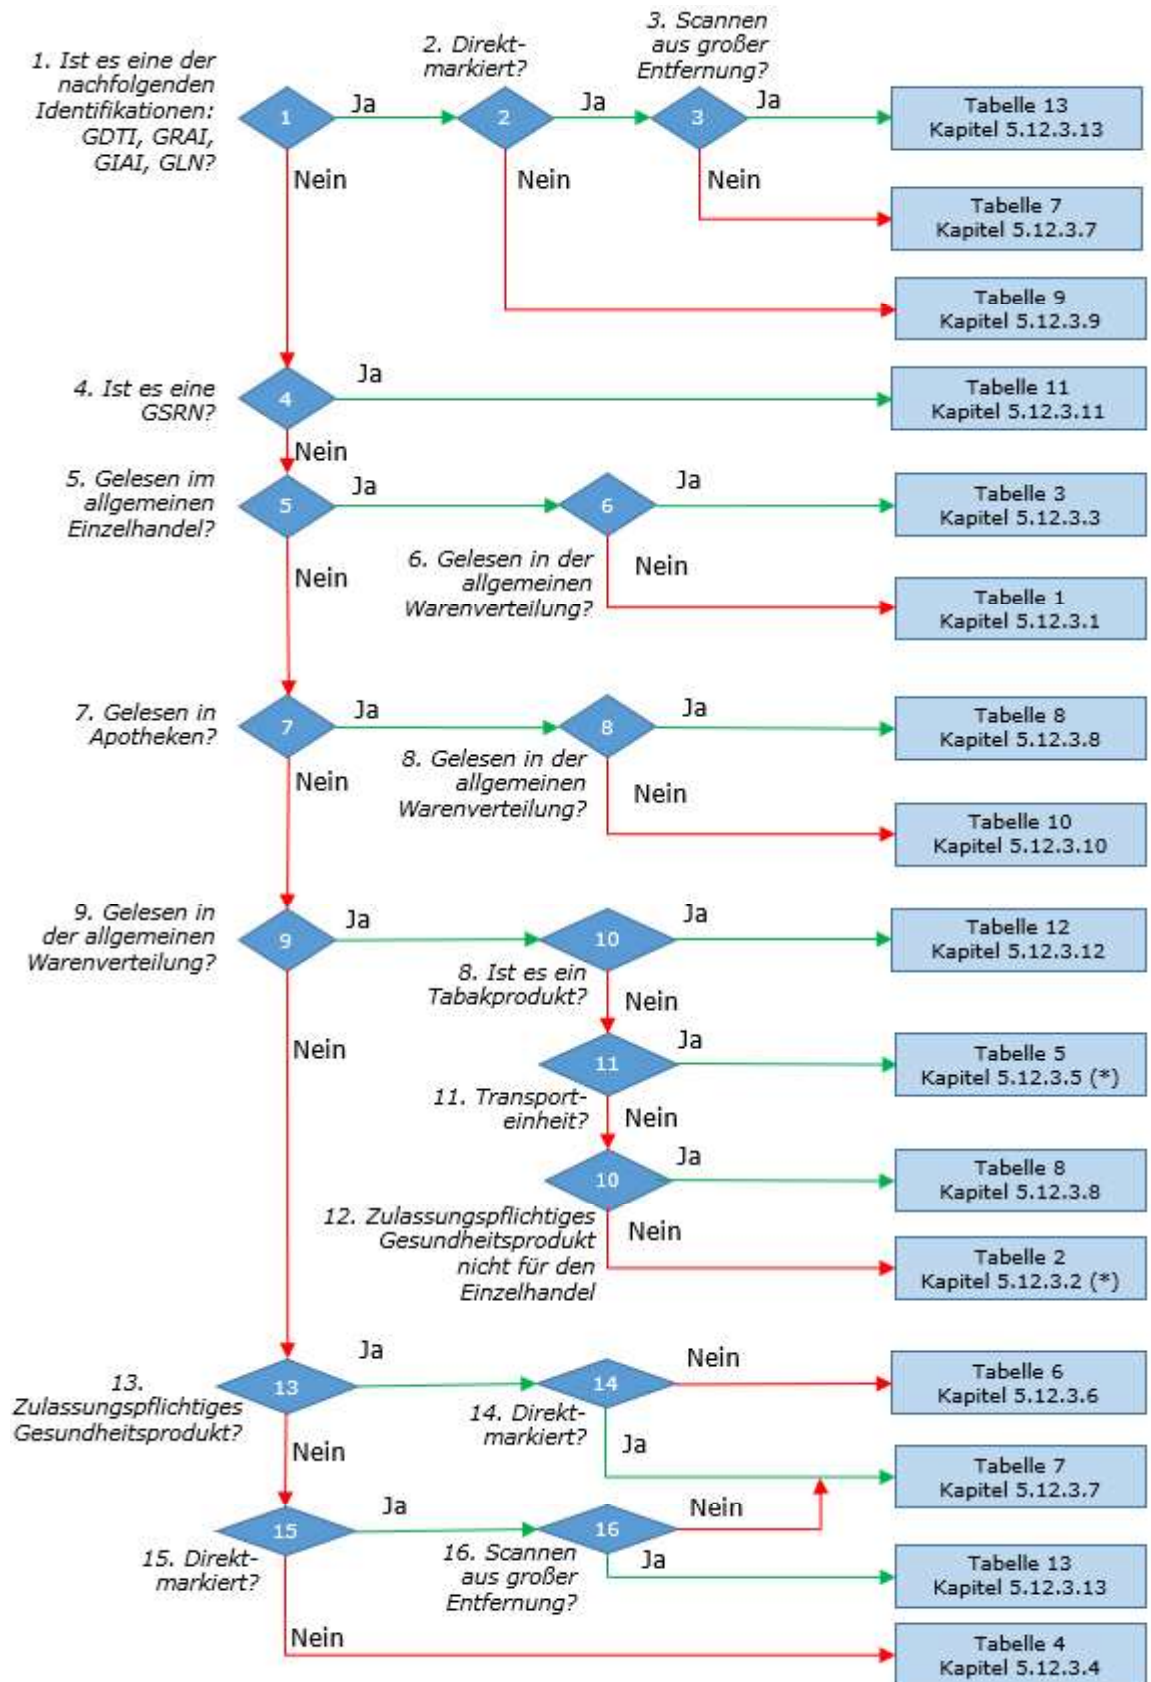 1. Ist es eine der
nachfolgenden
Identifikationen:
GDTI, GRAI,
GIAI, GLN?
1
Ja
2. Direkt-
markiert?
2
Ja
3. Scannen
aus großer
Entfernung?
3
Ja
Tabelle 13
Kapitel 5.12.3.13
Nein
Nein
Nein
Tabelle 7
Kapitel 5.12.3.7
Tabelle 9
Kapitel 5.12.3.9
4. Ist es eine
GSRN?
4
Ja
Tabelle 11
Kapitel 5.12.3.11
Nein
5. Gelesen im
allgemeinen
Einzelhandel?
5
Ja
6
Ja
Tabelle 3
Kapitel 5.12.3.3
Nein
6. Gelesen in der
allgemeinen
Warenverteilung?
Nein
Tabelle 1
Kapitel 5.12.3.1
7. Gelesen in
Apotheken?
7
Ja
8
Ja
Tabelle 8
Kapitel 5.12.3.8
Nein
8. Gelesen in der
allgemeinen
Warenverteilung?
Nein
Tabelle 10
Kapitel 5.12.3.10
9. Gelesen in
der allgemeinen
Warenverteilung?
9
Ja
10
Ja
Tabelle 12
Kapitel 5.12.3.12
8. Ist es ein
Tabakprodukt?
Nein
Nein
11
Ja
Tabelle 5
Kapitel 5.12.3.5 (*)
11. Transport-
einheit?
Nein
10
Ja
Tabelle 8
Kapitel 5.12.3.8
12. Zulassungspflichtiges
Gesundheitsprodukt
nicht für den
Einzelhandel
Nein
Tabelle 2
Kapitel 5.12.3.2 (*)
13.
Zulassungspflichtiges
Gesundheitsprodukt?
13
Ja
14
Nein
Tabelle 6
Kapitel 5.12.3.6
14. Direkt-
markiert?
Nein
Ja
Tabelle 7
Kapitel 5.12.3.7
15
Ja
16
Nein
15. Direkt-
markiert?
16. Scannen
aus großer
Entfernung?
Ja
Tabelle 13
Kapitel 5.12.3.13
Nein
Tabelle 4
Kapitel 5.12.3.4